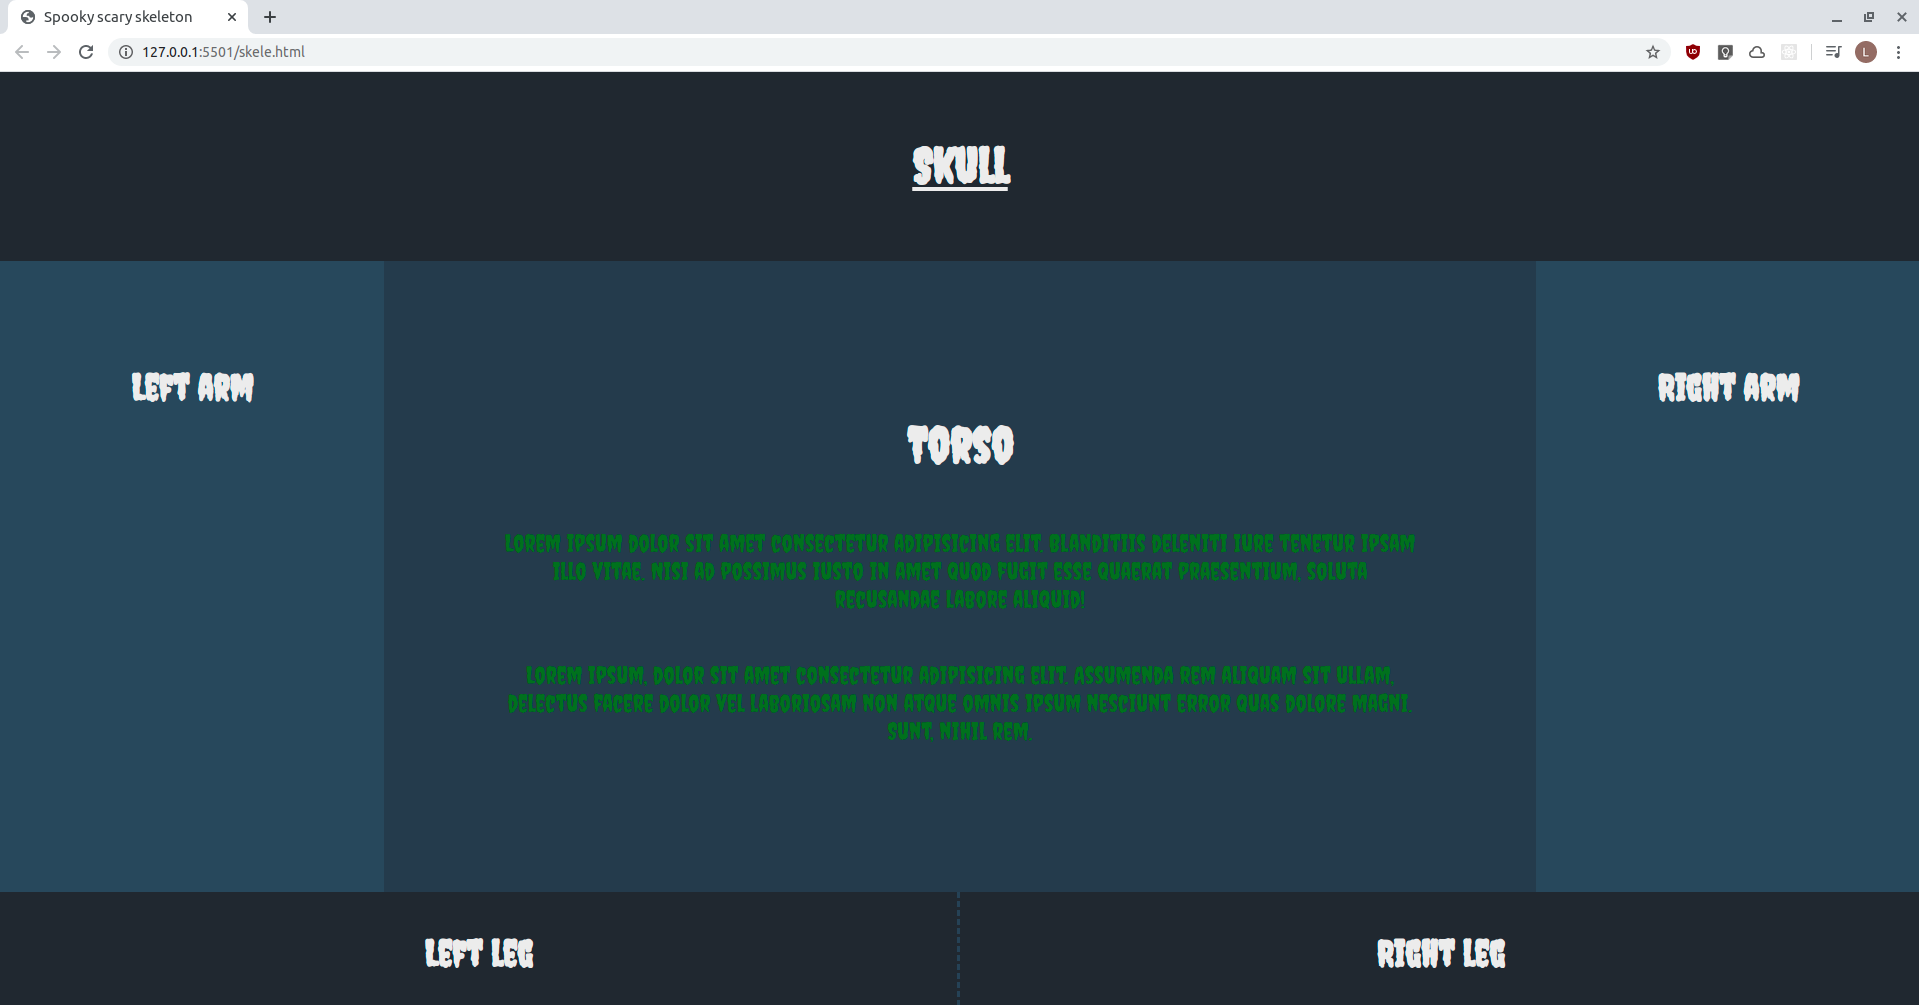 Spooky scary skeleton
127.0.0.1:5501/skele.html
L
SKULL
LEFT ARM
RIGHT ARM
TORSO
LOREM IPSUM DOLOR SIT AMET CONSECTETUR ADIPISICING ELIT. BLANDITIIS DELENITI IURE TENETUR IPSAM
ILLO VITAE. NISI AD POSSIMUS IUSTO IN AMET QUOD FUGIT ESSE QUAERAT PRAESENTIUM, SOLUTA
RECUSANDAE LABORE ALIQUID!
LOREM IPSUM, DOLOR SIT AMET CONSECTETUR ADIPISICING ELIT. ASSUMENDA REM ALIQUAM SIT ULLAM,
DELECTUS FACERE DOLOR VEL LABORIOSAM NON ATQUE OMNIS IPSUM NESCIUNT ERROR QUAS DOLORE MAGNI,
SUNT, NIHIL REM.
LEFT LEG
RIGHT LEG